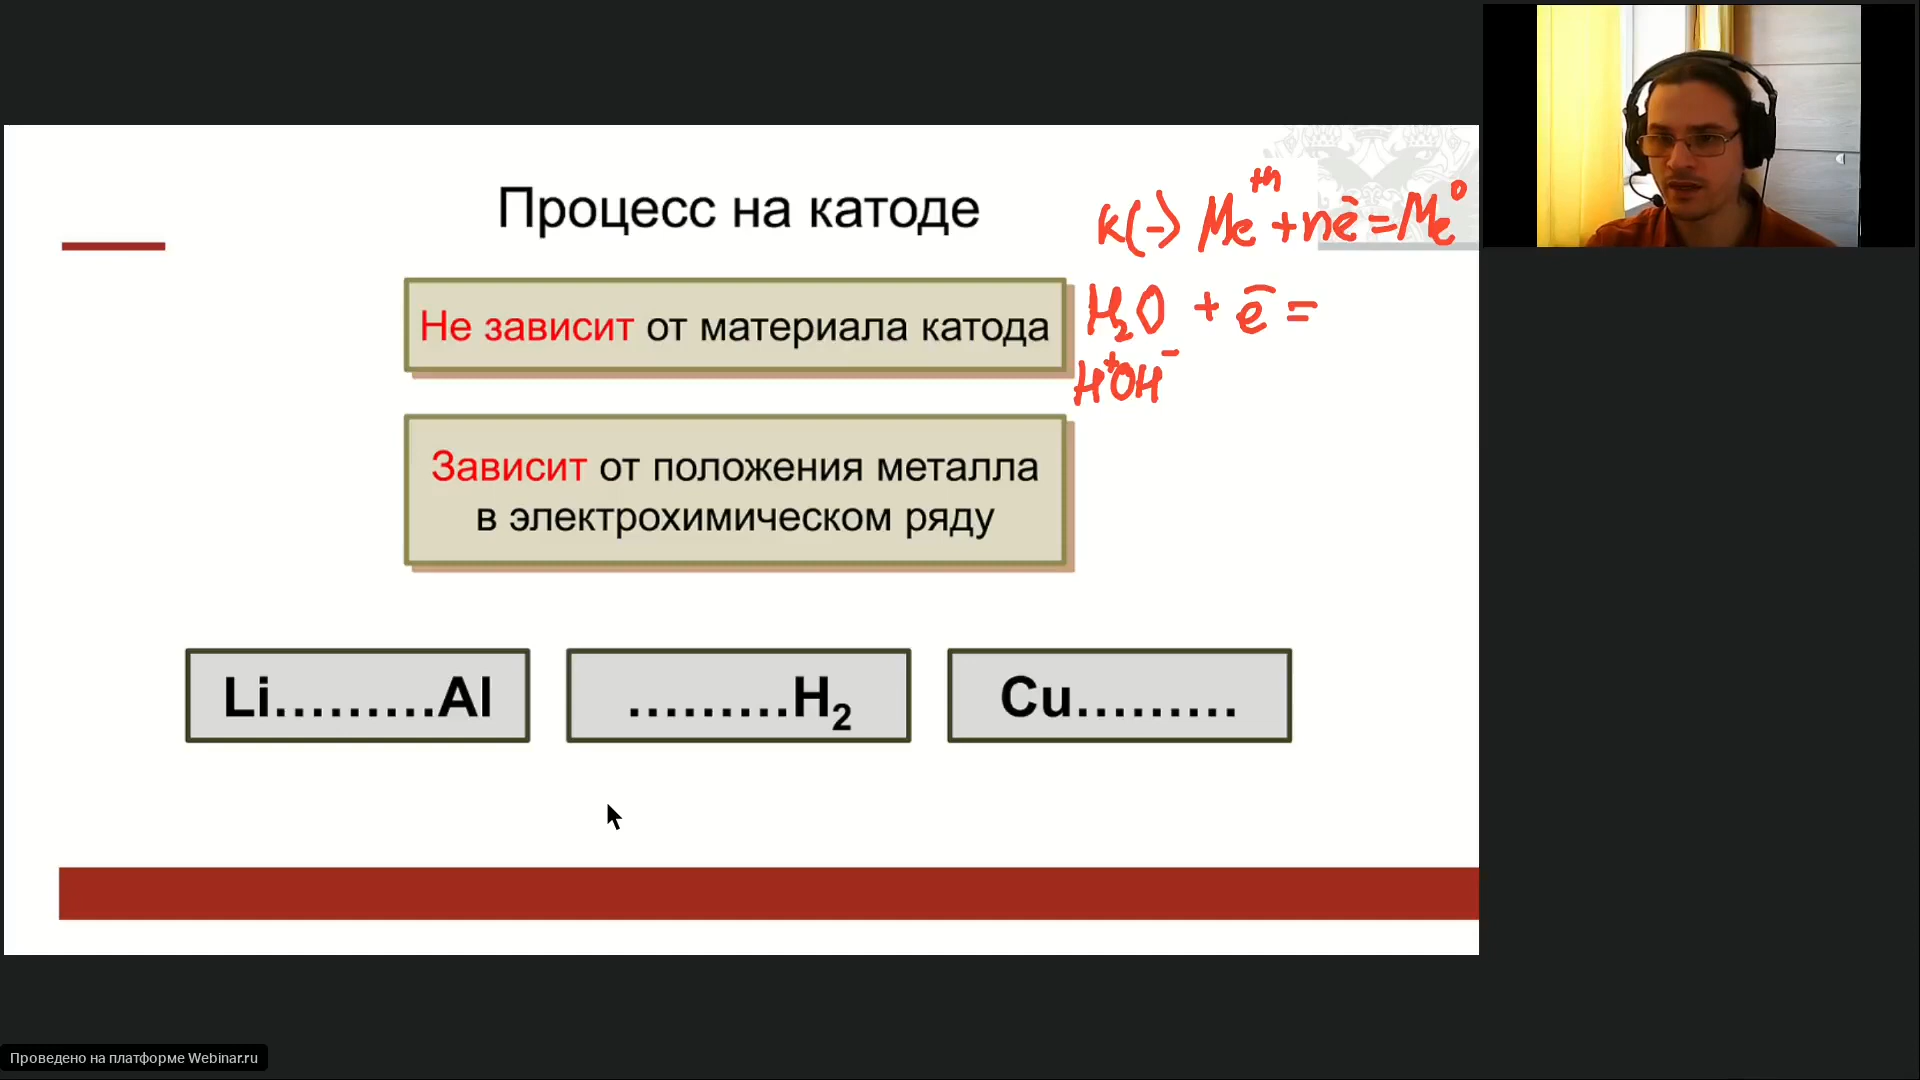 Процесс на катоде
K(-) Me⁺ⁿ + nē = Me⁰
Не зависит от материала катода
H₂O + ē =
H⁺OH⁻
Зависит от положения металла
в электрохимическом ряду
Li.........Al
.........H₂
Cu.........
Проведено на платформе Webinar.ru